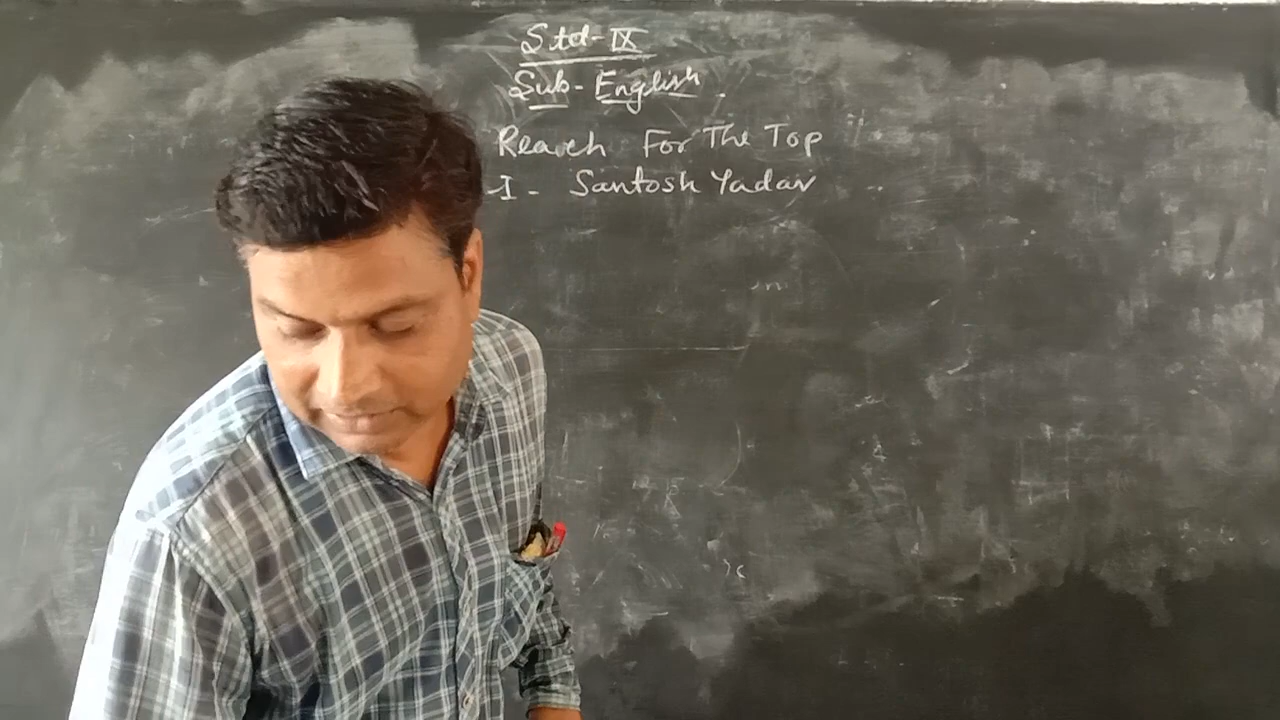 Std-IX
Sub-English.
Reach For The Top
I - Santosh Yadav